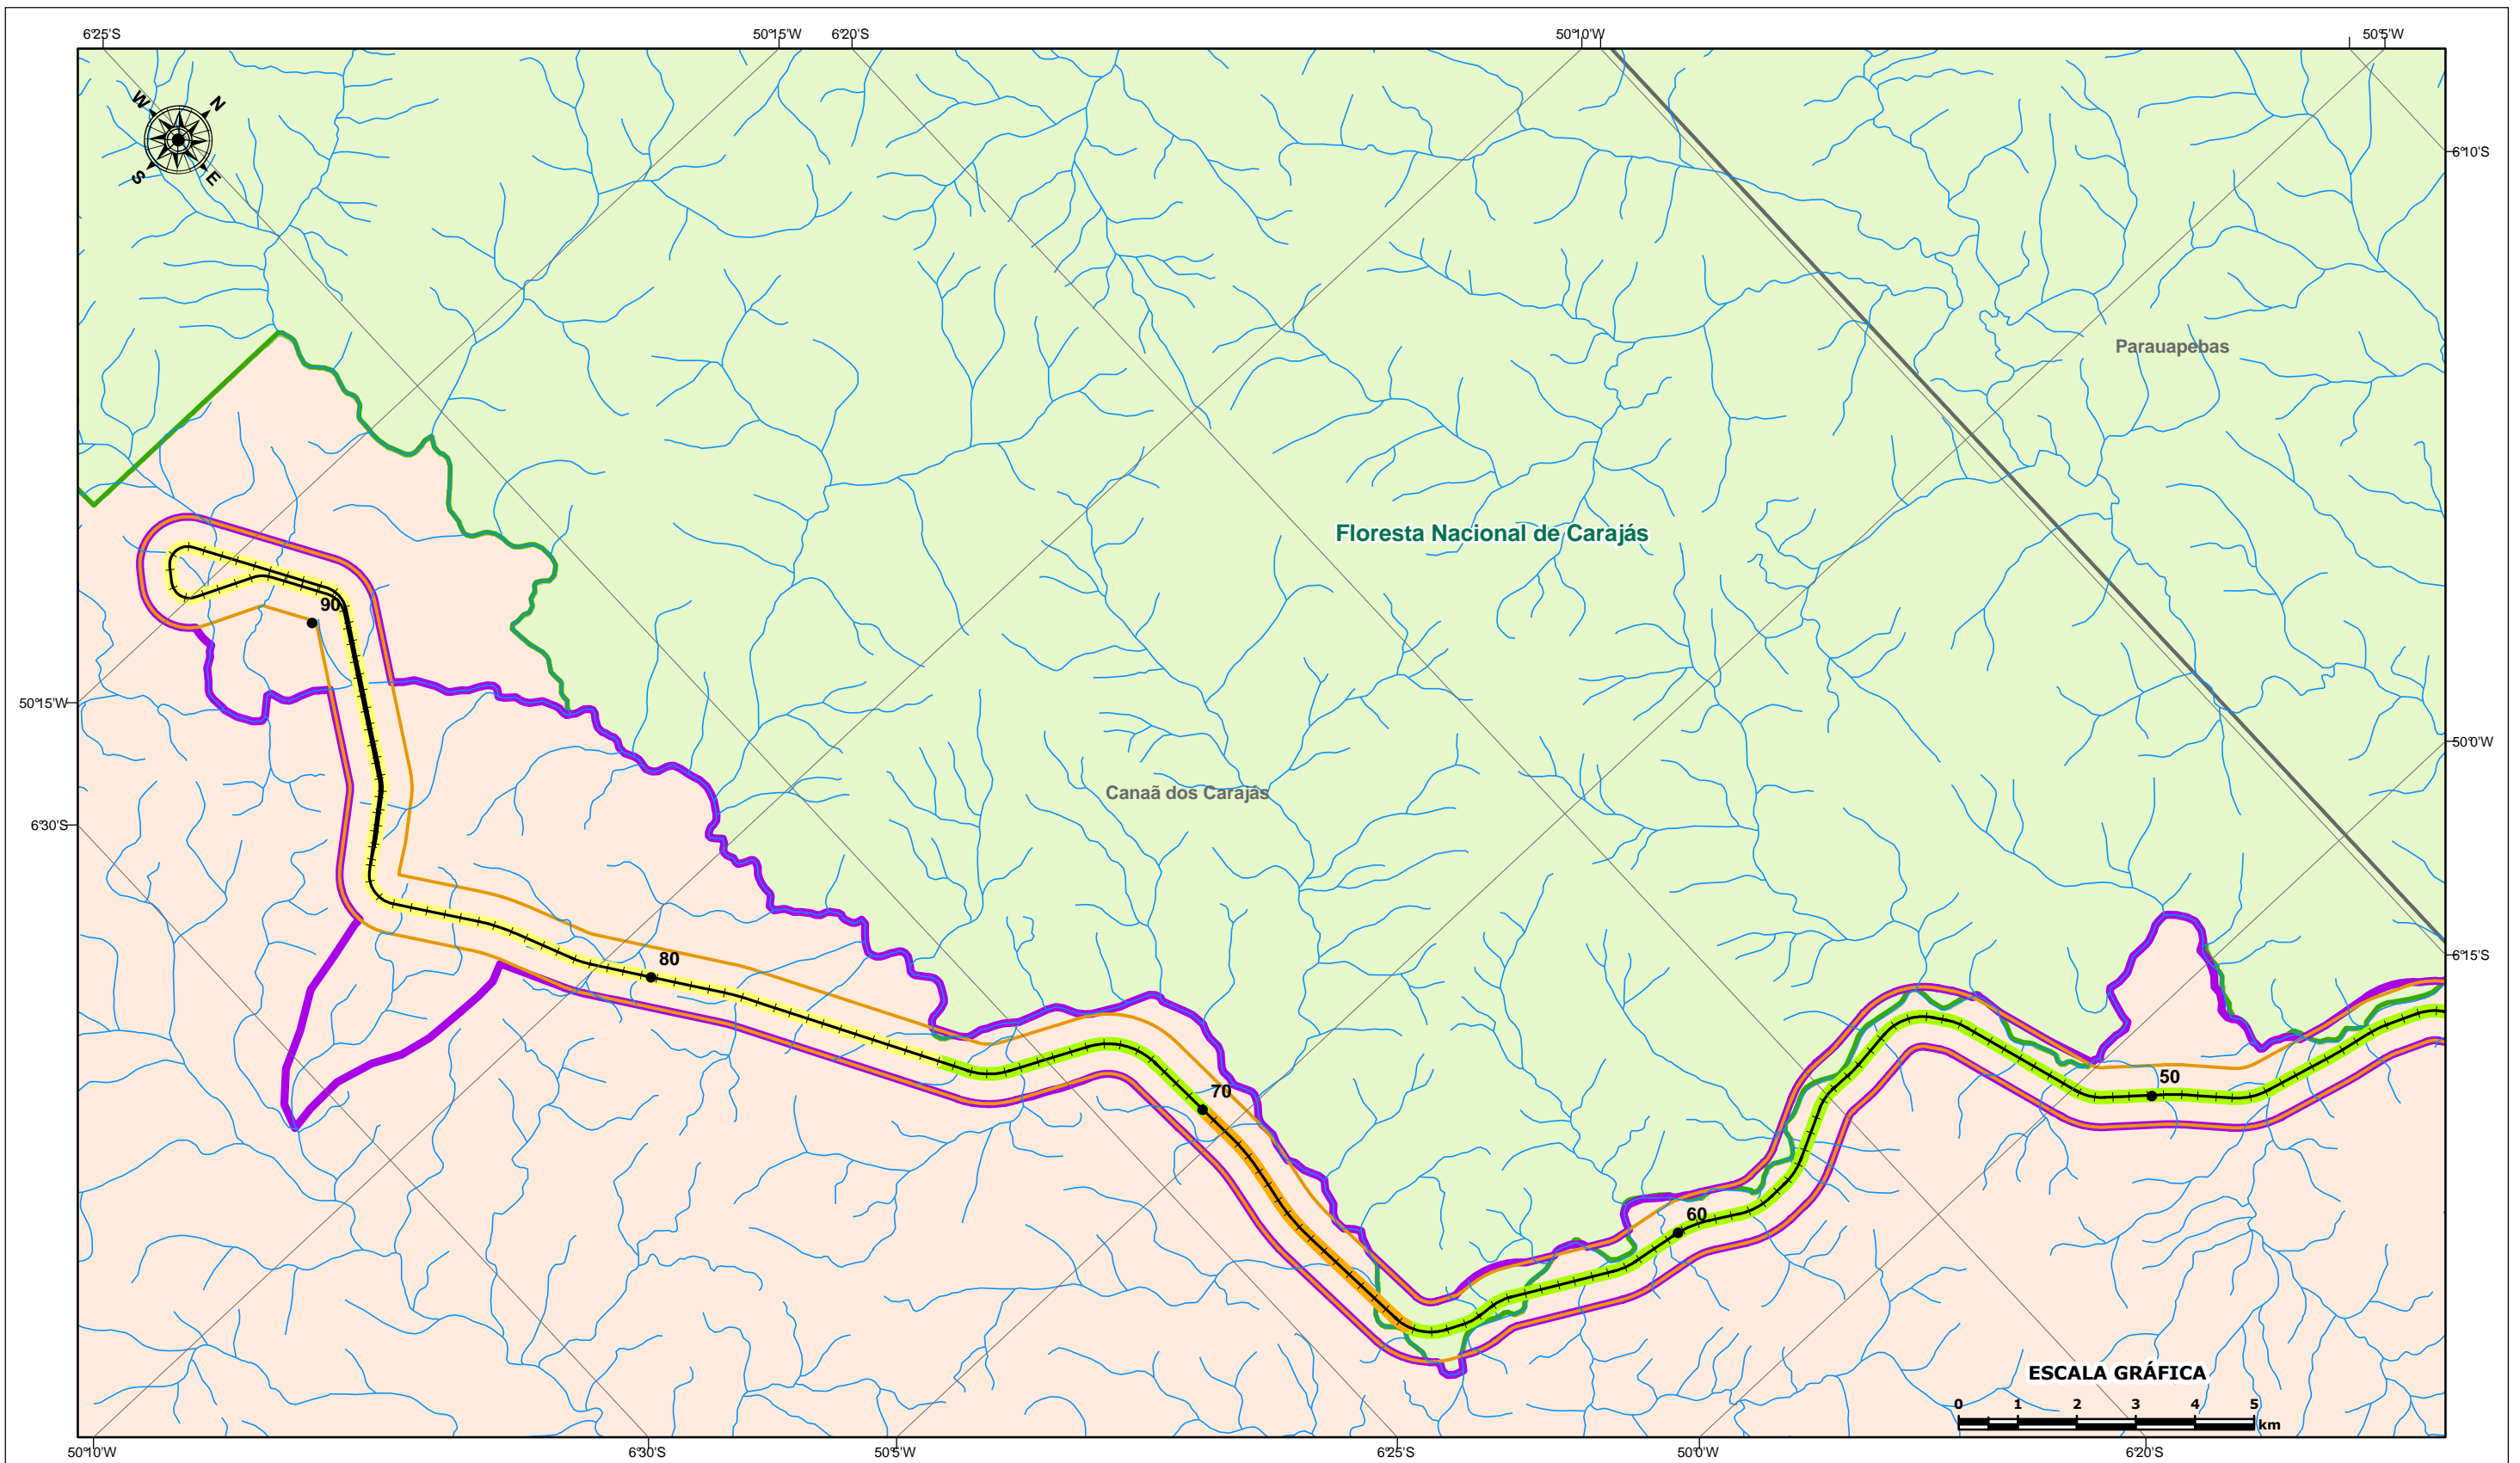 6°25'S
50°15'W
6°20'S
50°10'W
50°5'W
W
N
S
E
6°10'S
Parauapebas
Floresta Nacional de Carajás
90
50°15'W
50°0'W
Canaã dos Carajás
6°30'S
80
6°15'S
70
50
60
ESCALA GRÁFICA
0 1 2 3 4 5
km
50°10'W
6°30'S
50°5'W
6°25'S
50°0'W
6°20'S